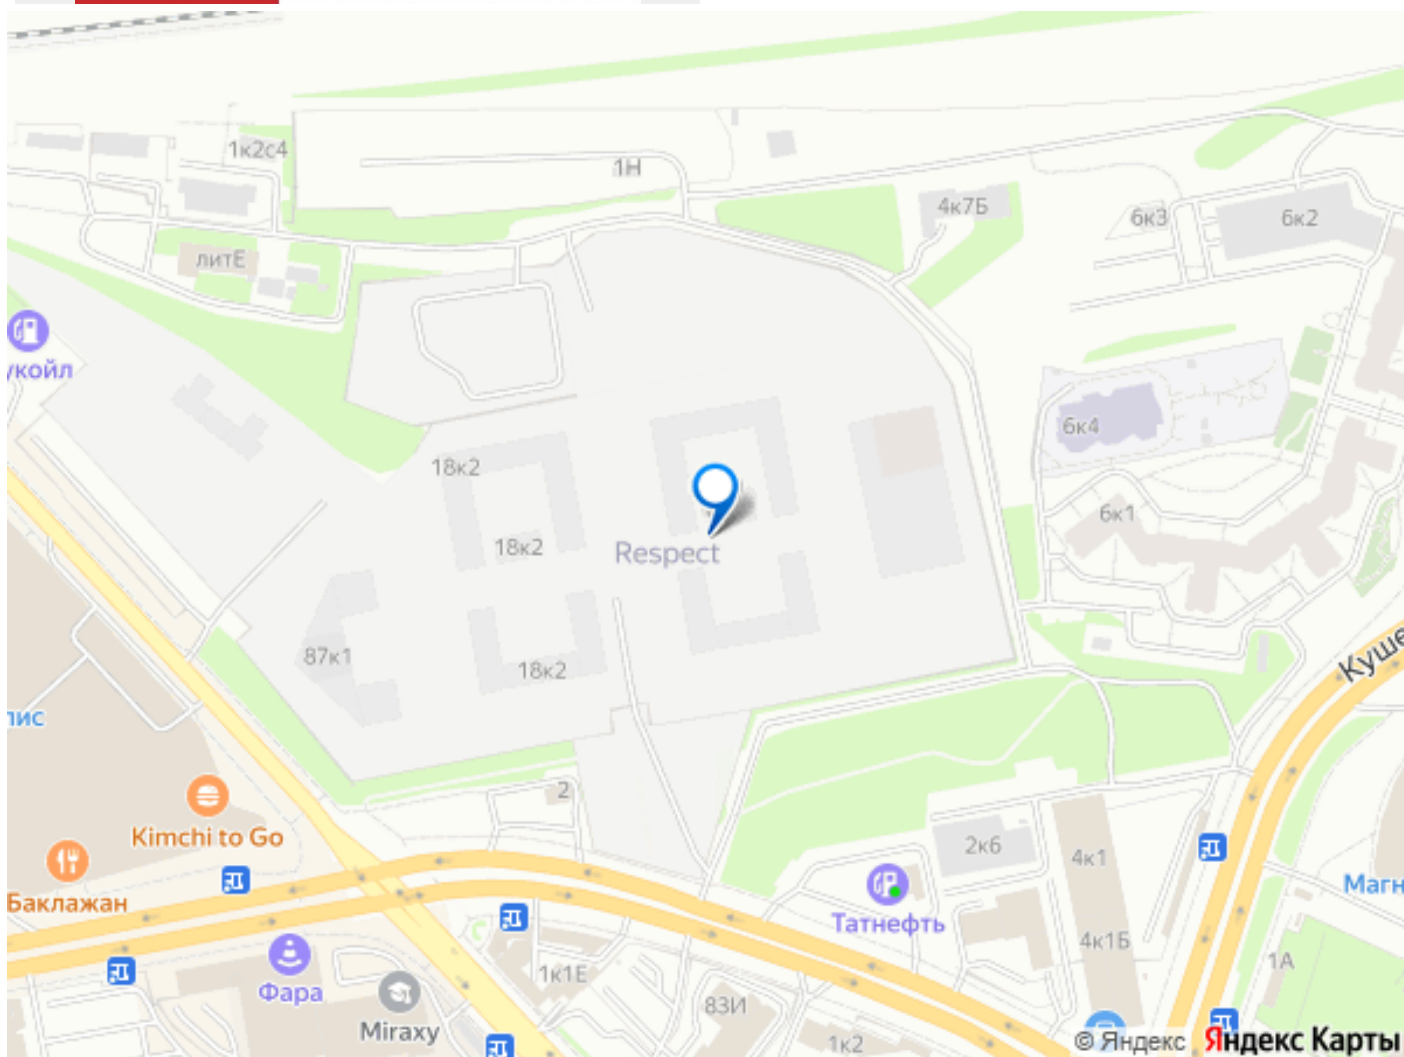 1к2с4
1Н
4к7Б
6к3
6к2
литЕ
укойл
6к4
18к2
6к1
18к2
Respect
87к1
18к2
Куше
лис
2
Kimchi to Go
2к6
4к1
Магн
Баклажан
Татнефть
4к1Б
1А
1к1Е
Фара
83И
Miraxy
1к2
© Яндекс Яндекс Карты